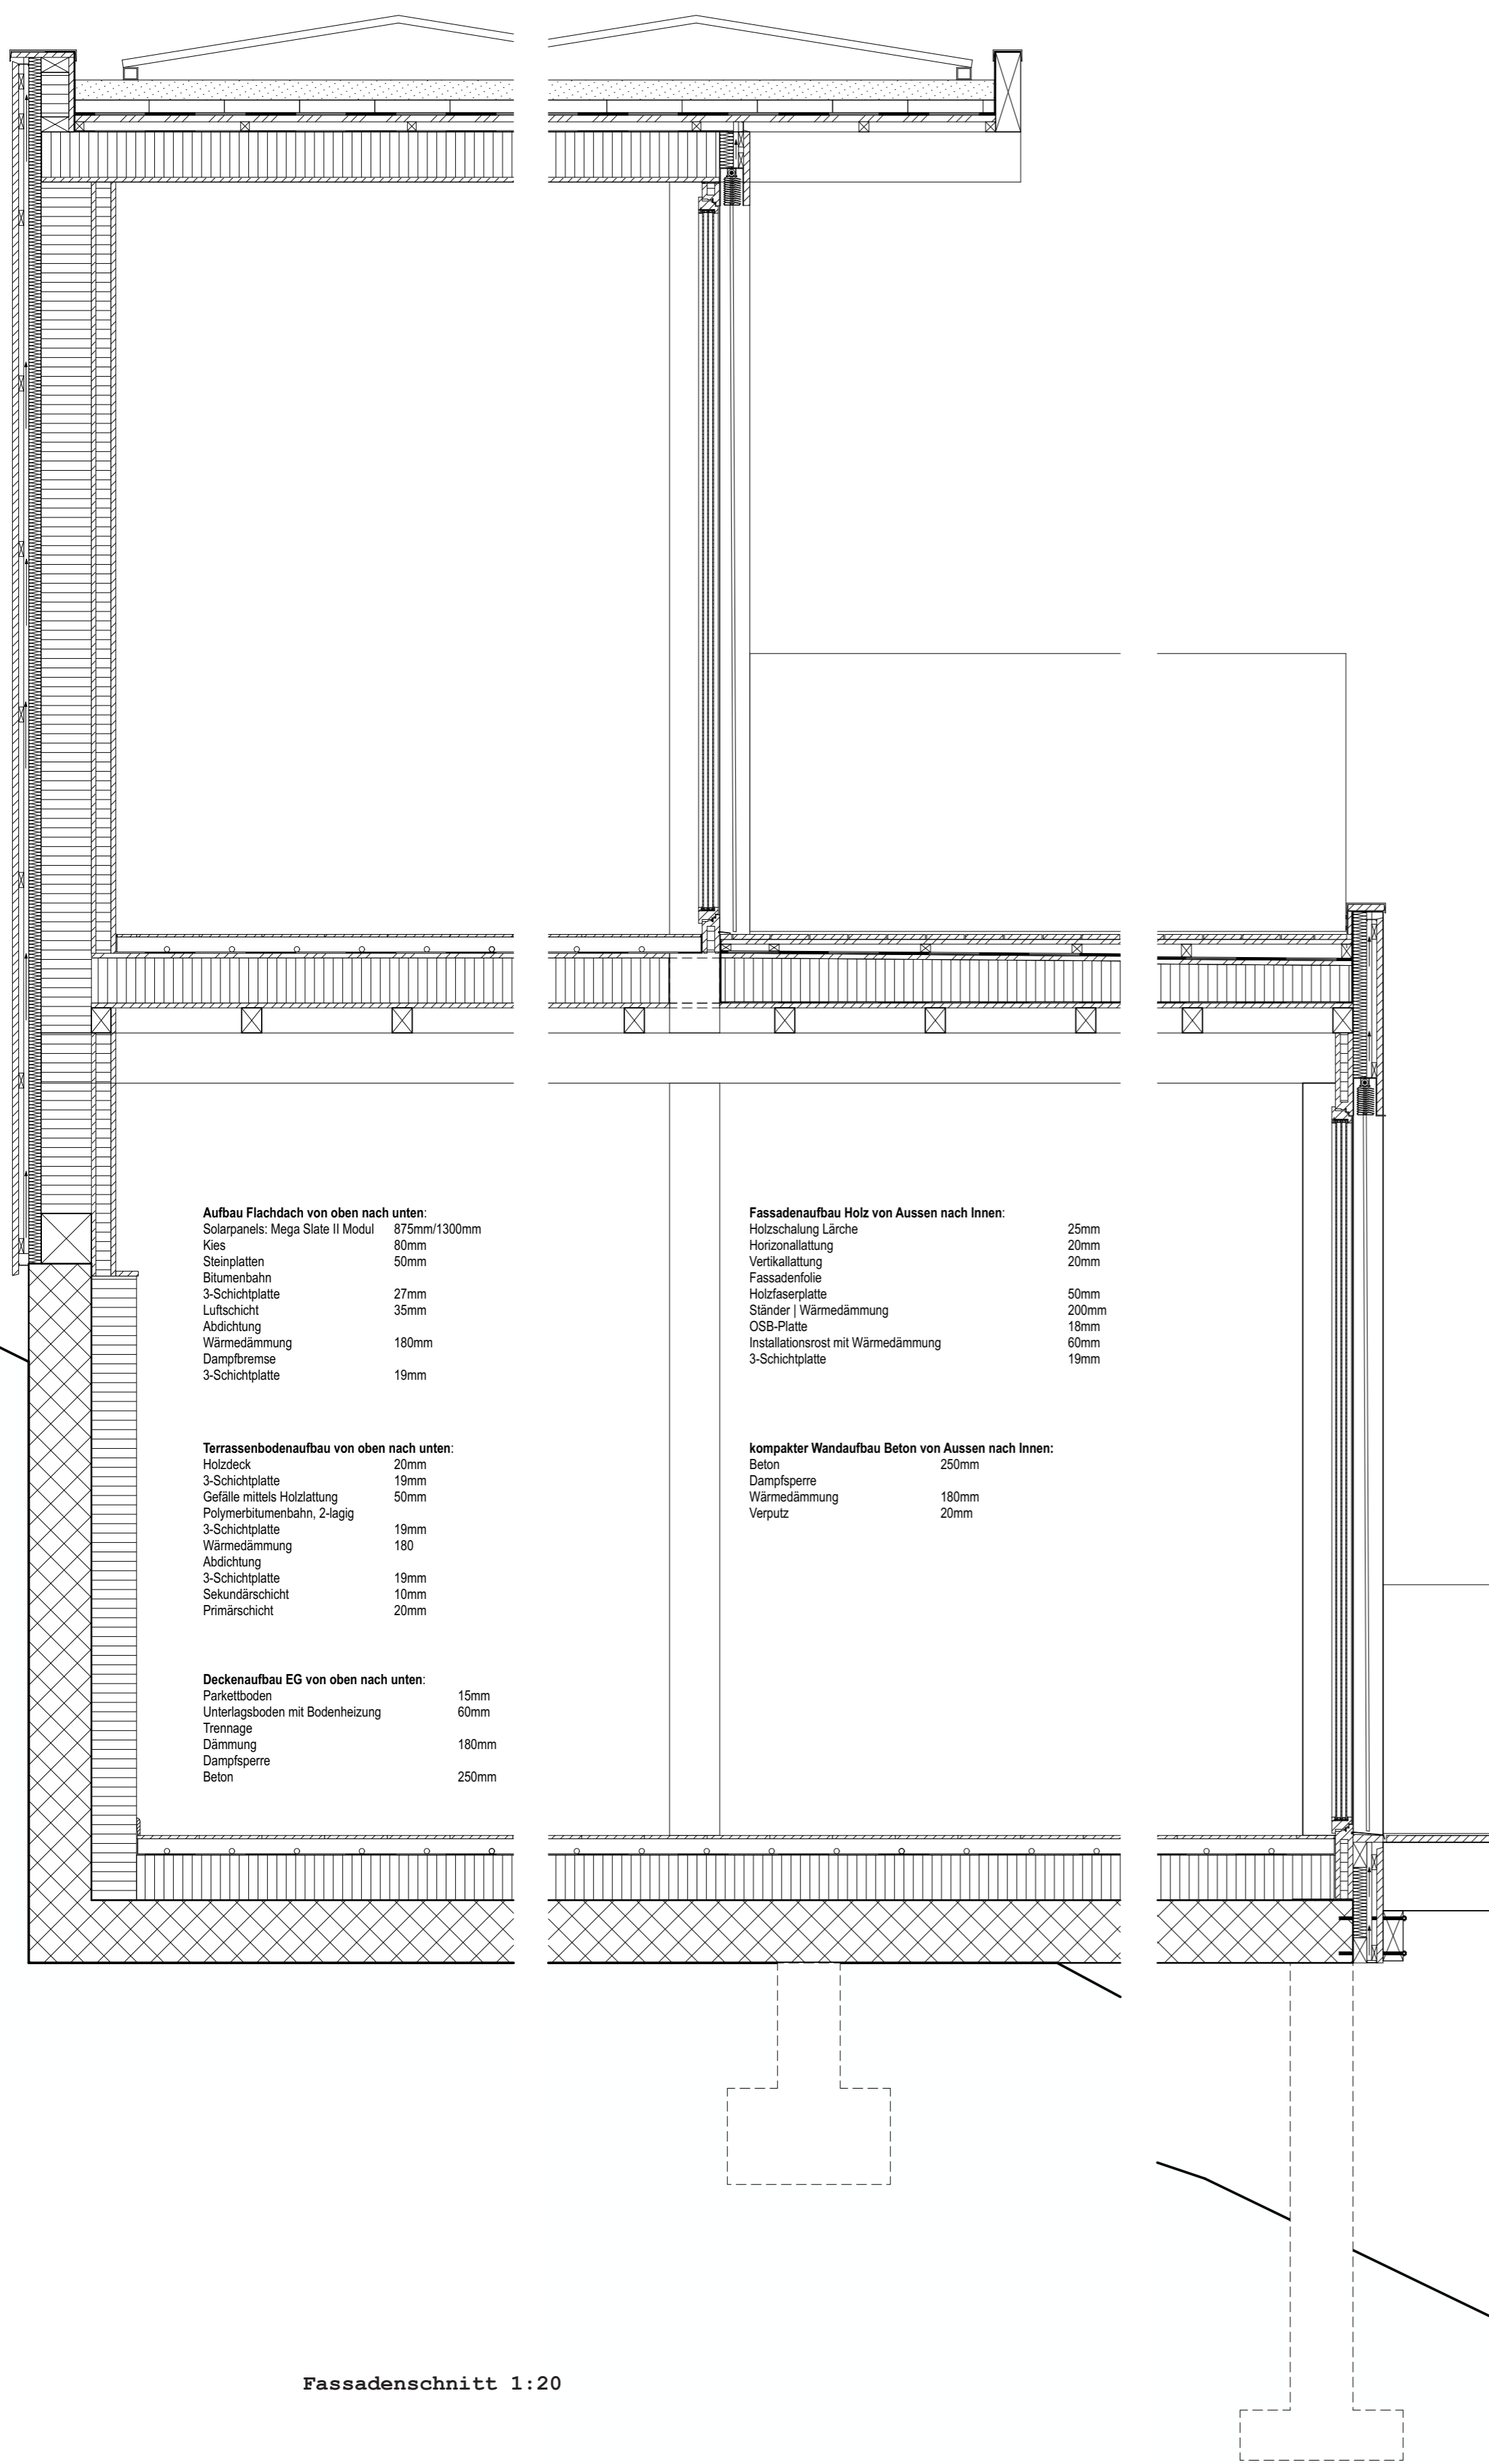 Aufbau Flachdach von oben nach unten:
Solarpanels: Mega Slate II Modul 875mm/1300mm
Kies 80mm
Steinplatten 50mm
Bitumenbahn
3-Schichtplatte 27mm
Luftschicht 35mm
Abdichtung
Wärmedämmung 180mm
Dampfbremse
3-Schichtplatte 19mm
Terrassenbodenaufbau von oben nach unten:
Holzdeck 20mm
3-Schichtplatte 19mm
Gefälle mittels Holzlattung 50mm
Polymerbitumenbahn, 2-lagig
3-Schichtplatte 19mm
Wärmedämmung 180
Abdichtung
3-Schichtplatte 19mm
Sekundärschicht 10mm
Primärschicht 20mm
Deckenaufbau EG von oben nach unten:
Parkettboden 15mm
Unterlagsboden mit Bodenheizung 60mm
Trennage
Dämmung 180mm
Dampfsperre
Beton 250mm
Fassadenaufbau Holz von Aussen nach Innen:
Holzschalung Lärche 25mm
Horizonallattung 20mm
Vertikallattung 20mm
Fassadenfolie
Holzfaserplatte 50mm
Ständer | Wärmedämmung 200mm
OSB-Platte 18mm
Installationsrost mit Wärmedämmung 60mm
3-Schichtplatte 19mm
kompakter Wandaufbau Beton von Aussen nach Innen:
Beton 250mm
Dampfsperre
Wärmedämmung 180mm
Verputz 20mm
Fassadenschnitt 1:20